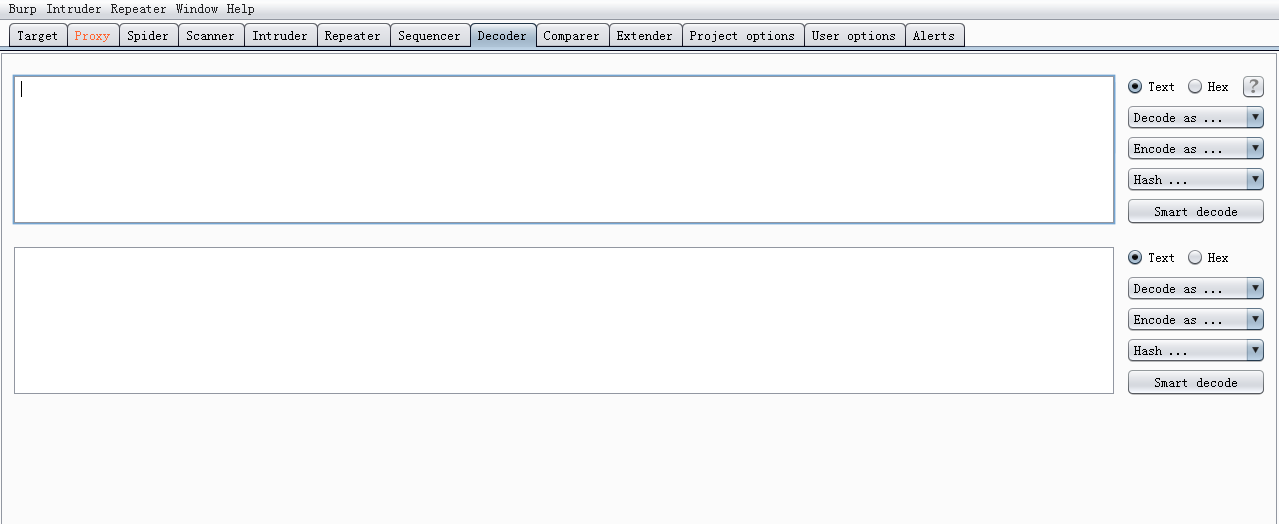 Burp Intruder Repeater Window Help
Target Proxy Spider Scanner Intruder Repeater Sequencer Decoder Comparer Extender Project options User options Alerts
Text Hex ?
Decode as ...
Encode as ...
Hash ...
Smart decode
Text Hex
Decode as ...
Encode as ...
Hash ...
Smart decode